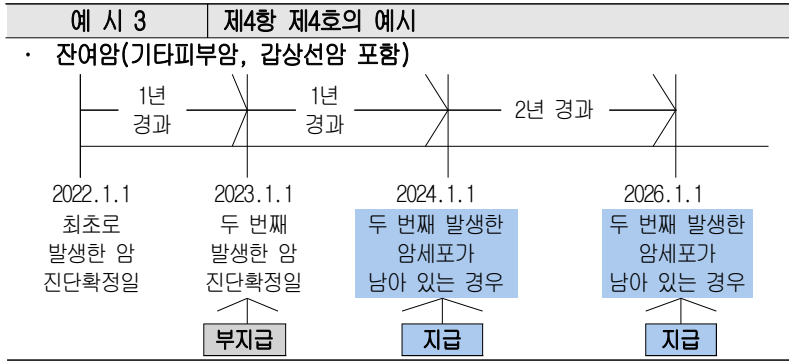 예 시 3 제4항 제4호의 예시
· 잔여암(기타피부암, 갑상선암 포함)
1년 1년
경과 경과 2년 경과
2022.1.1 2023.1.1 2024.1.1 2026.1.1
최초로 두 번째 두 번째 발생한 두 번째 발생한
발생한 암 발생한 암 암세포가 암세포가
진단확정일 진단확정일 남아 있는 경우 남아 있는 경우
부지급 지급 지급